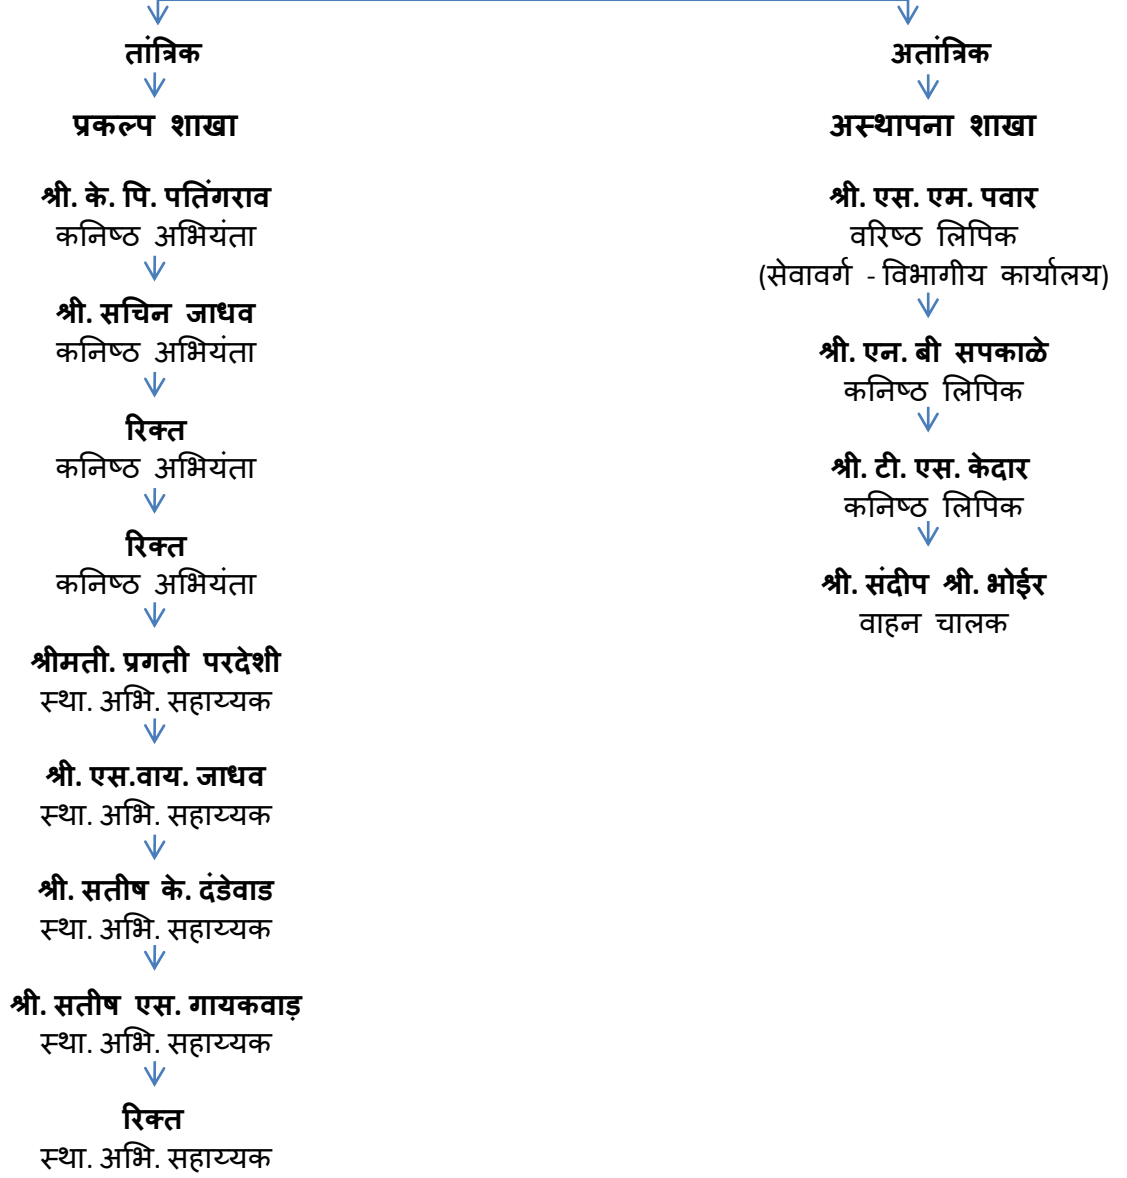 तांत्रिक
प्रकल्प शाखा
श्री. के. पि. पतिंगराव
कनिष्ठ अभियंता
श्री. सचिन जाधव
कनिष्ठ अभियंता
रिक्त
कनिष्ठ अभियंता
रिक्त
कनिष्ठ अभियंता
श्रीमती. प्रगती परदेशी
स्था. अभि. सहाय्यक
श्री. एस.वाय. जाधव
स्था. अभि. सहाय्यक
श्री. सतीष के. दंडेवाड
स्था. अभि. सहाय्यक
श्री. सतीष एस. गायकवाड़
स्था. अभि. सहाय्यक
रिक्त
स्था. अभि. सहाय्यक
अतांत्रिक
अस्थापना शाखा
श्री. एस. एम. पवार
वरिष्ठ लिपिक
(सेवावर्ग - विभागीय कार्यालय)
श्री. एन. बी सपकाळे
कनिष्ठ लिपिक
श्री. टी. एस. केदार
कनिष्ठ लिपिक
श्री. संदीप श्री. भोईर
वाहन चालक